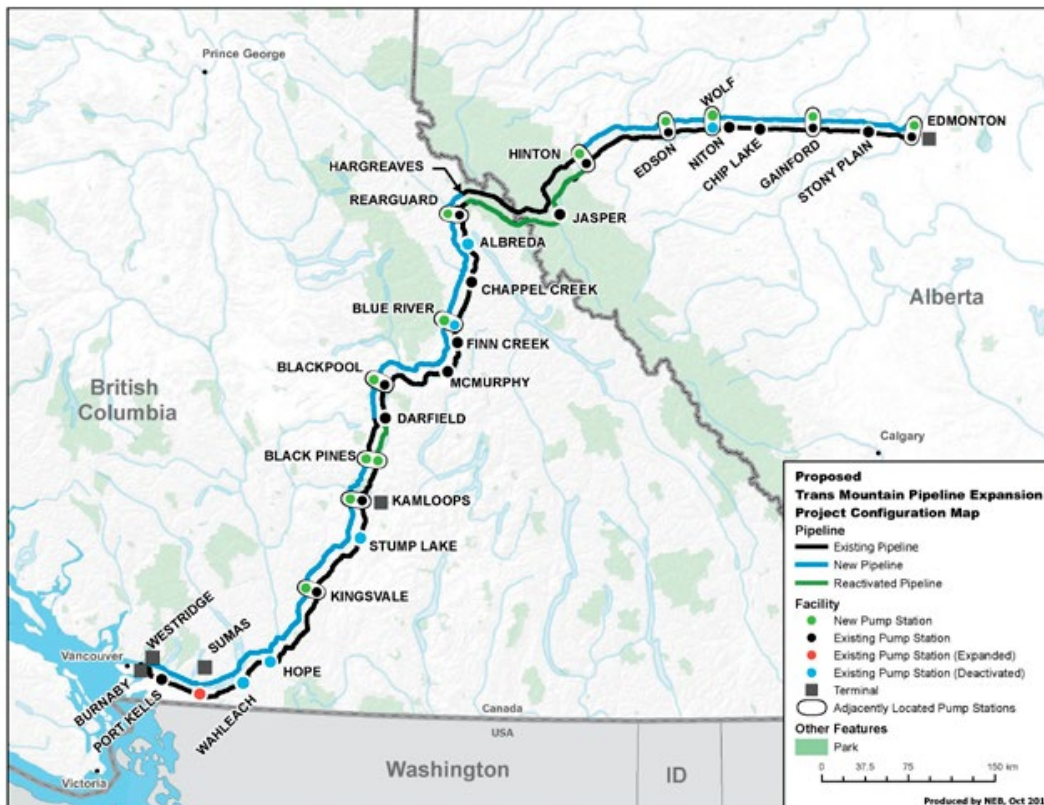 Prince George
WOLF
EDMONTON
HINTON
EDSON
NITON
CHIP LAKE
GAINFORD
STONY PLAIN
HARGREAVES
REARGUARD
JASPER
ALBREDA
CHAPPEL CREEK
Alberta
BLUE RIVER
FINN CREEK
BLACKPOOL
MCMURPHY
British
Columbia
DARFIELD
Calgary
BLACK PINES
KAMLOOPS
STUMP LAKE
KINGSVALE
WESTRIDGE
SUMAS
Vancouver
HOPE
BURNABY
PORT KELLS
WAHLEACH
Canada
USA
Washington
ID
Victoria
Proposed
Trans Mountain Pipeline Expansion
Project Configuration Map
Pipeline
Existing Pipeline
New Pipeline
Reactivated Pipeline
Facility
New Pump Station
Existing Pump Station
Existing Pump Station (Expanded)
Existing Pump Station (Deactivated)
Terminal
Adjacently Located Pump Stations
Other Features
Park
0 37.5 75 150 km
Produced by NEB, Oct 201